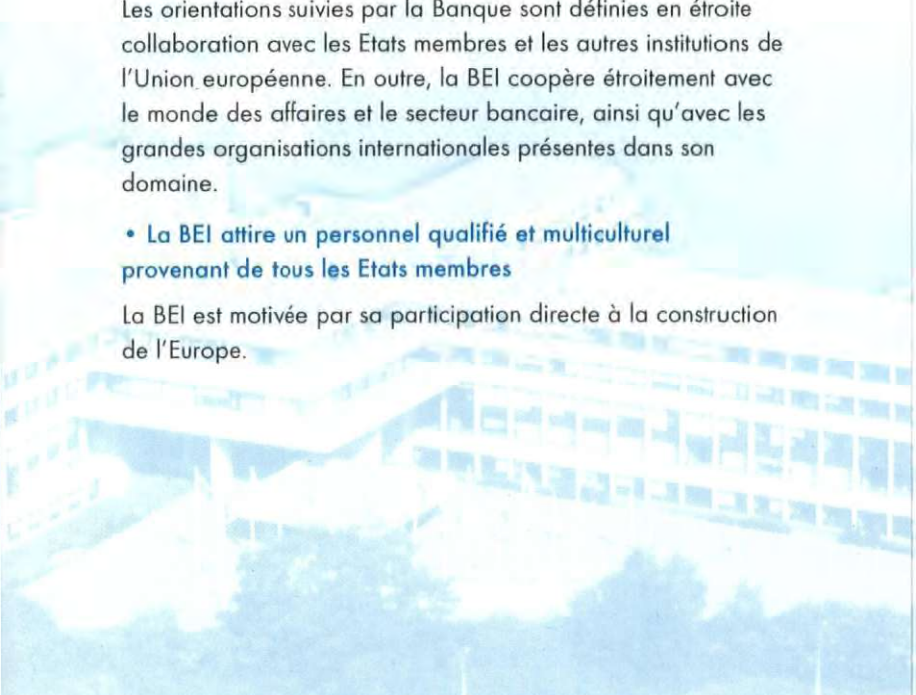 Les orientations suivies par la Banque sont définies en étroite
collaboration avec les Etats membres et les autres institutions de
l'Union européenne. En outre, la BEI coopère étroitement avec
le monde des affaires et le secteur bancaire, ainsi qu'avec les
grandes organisations internationales présentes dans son
domaine.
• La BEI attire un personnel qualifié et multiculturel
provenant de tous les Etats membres
La BEI est motivée par sa participation directe à la construction
de l'Europe.